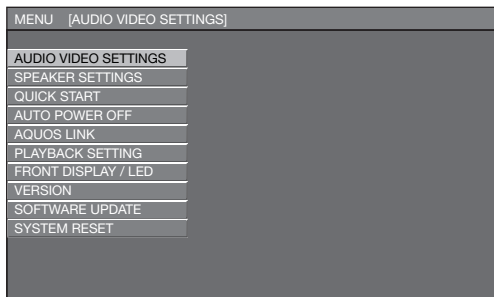 MENU [AUDIO VIDEO SETTINGS]
AUDIO VIDEO SETTINGS
SPEAKER SETTINGS
QUICK START
AUTO POWER OFF
AQUOS LINK
PLAYBACK SETTING
FRONT DISPLAY / LED
VERSION
SOFTWARE UPDATE
SYSTEM RESET